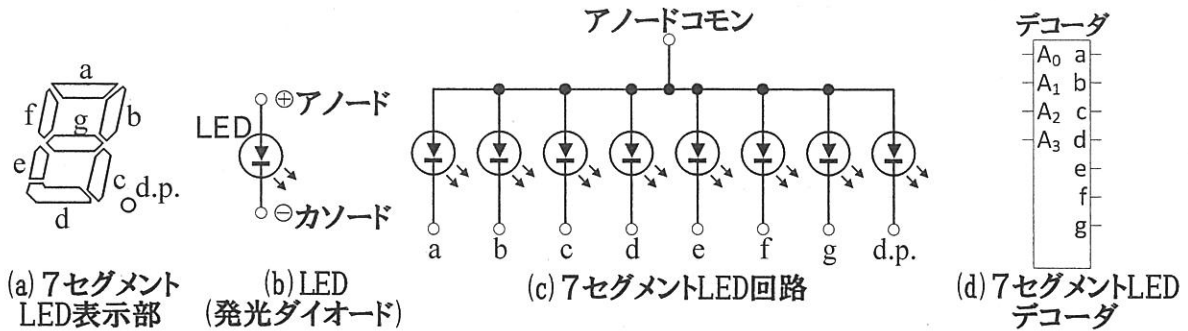 a
f
b
g
e
c
d.p.
d
(a) 7セグメント
LED表示部
⊕アノード
LED
⊖カソード
(b) LED
(発光ダイオード)
アノードコモン
a b c d e f g d.p.
(c) 7セグメントLED回路
デコーダ
A₀ a
A₁ b
A₂ c
A₃ d
e
f
g
(d) 7セグメントLED
デコーダ